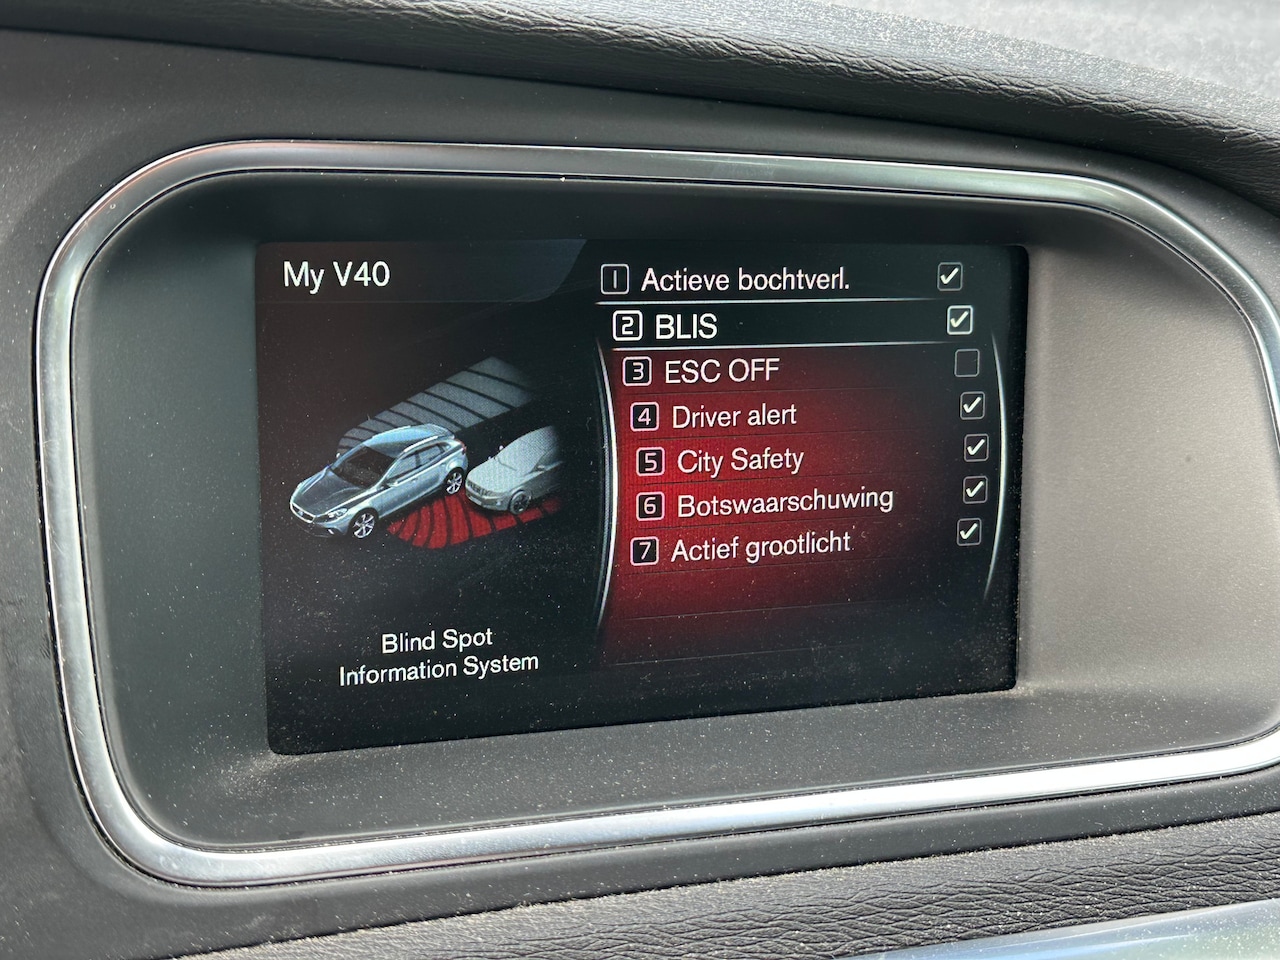 My V40
1 Actieve bochtverl.
2 BLIS
3 ESC OFF
4 Driver alert
5 City Safety
6 Botswaarschuwing
7 Actief grootlicht
Blind Spot
Information System